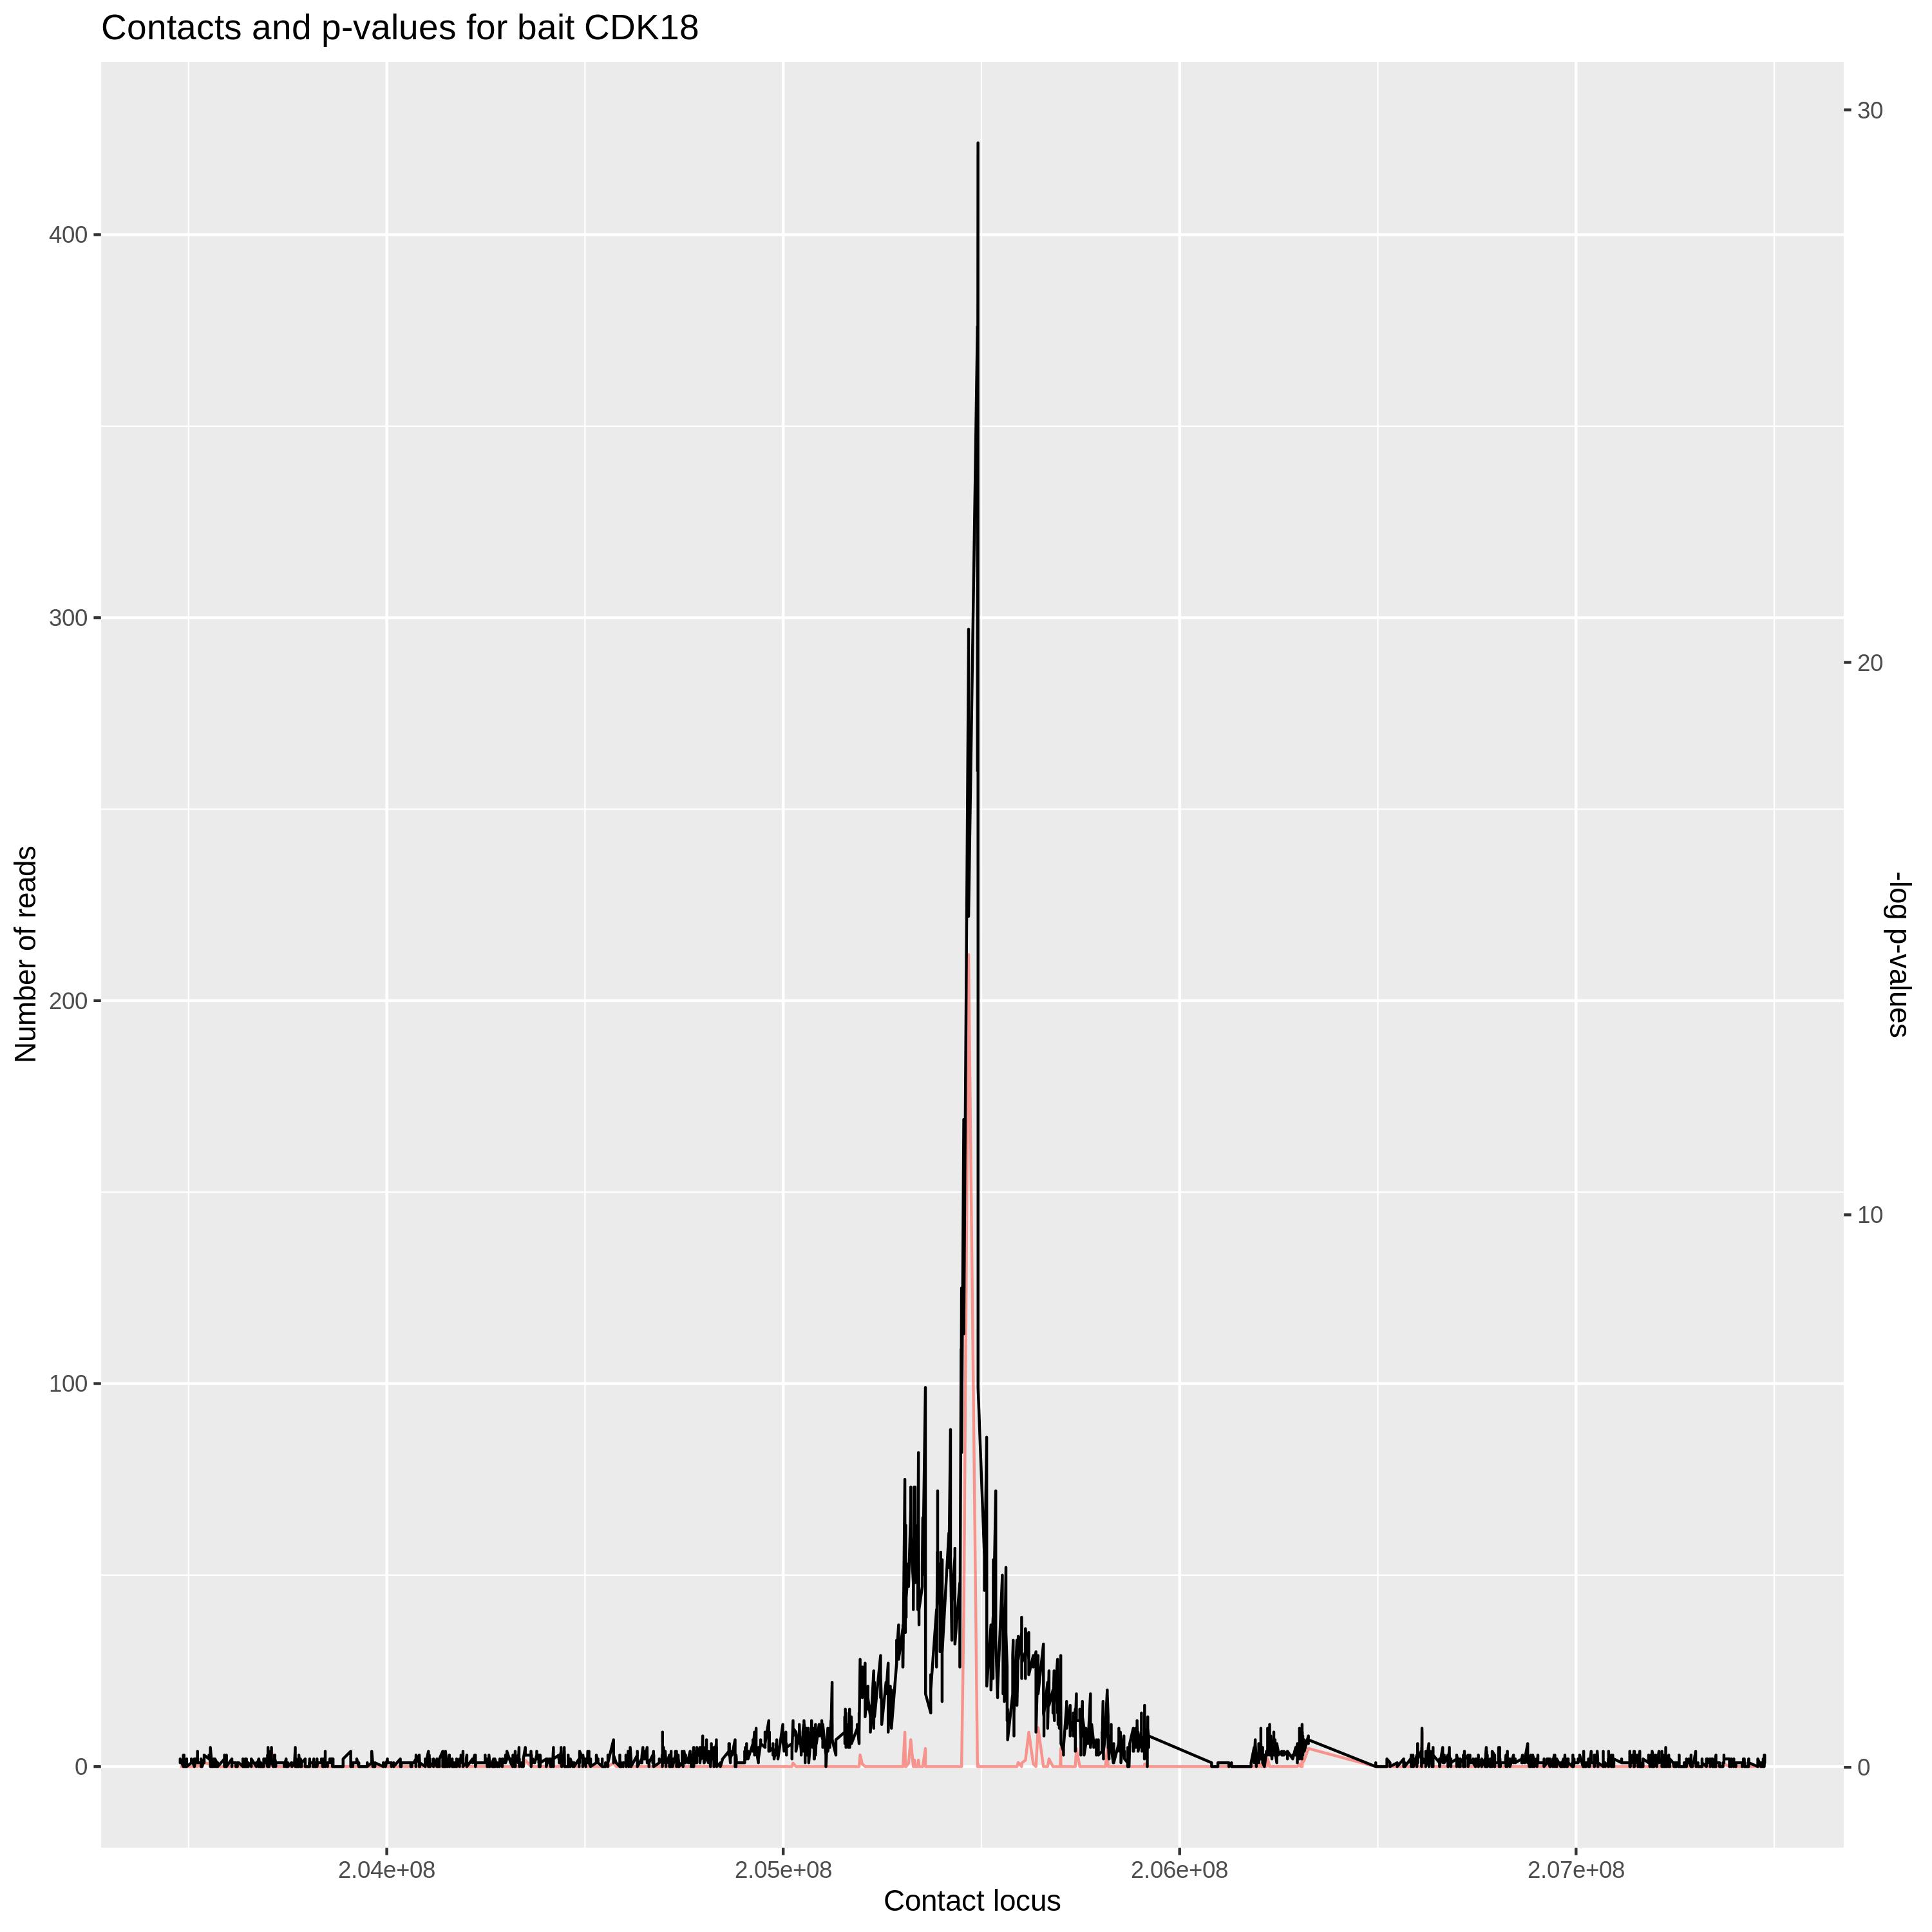 Contacts and p-values for bait CDK18
Number of reads
400
300
200
100
0
30
20
10
0
-log p-values
2.04e+08 2.05e+08 2.06e+08 2.07e+08
Contact locus